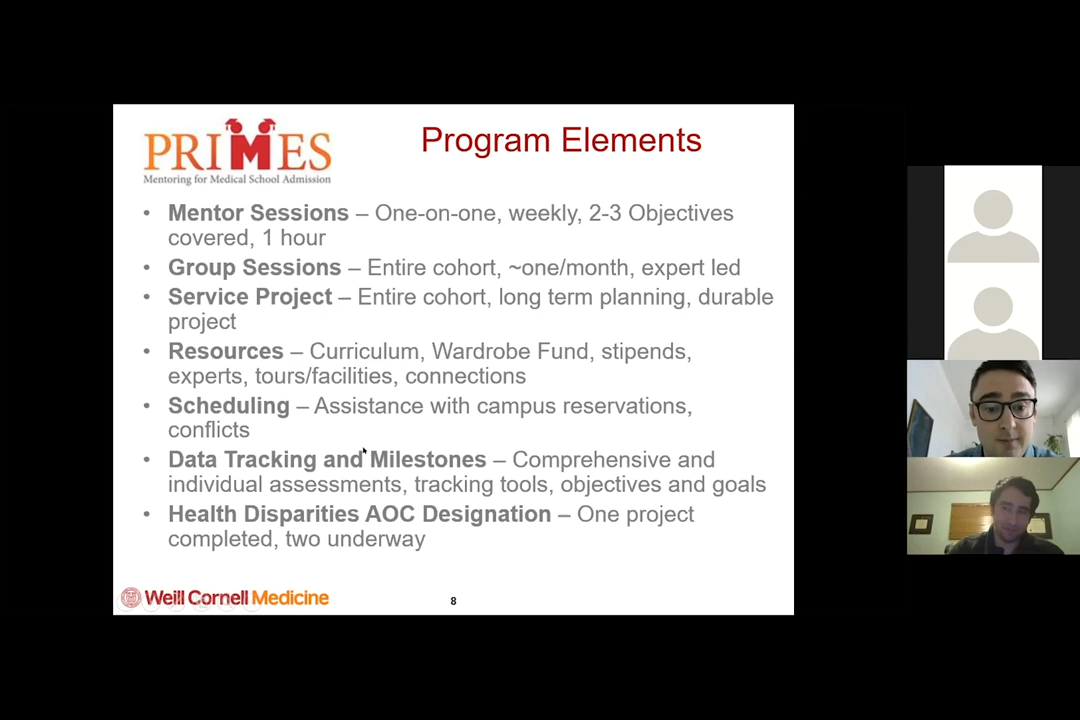 PRIMES
Mentoring for Medical School Admission
Program Elements
• Mentor Sessions – One-on-one, weekly, 2-3 Objectives
covered, 1 hour
• Group Sessions – Entire cohort, ~one/month, expert led
• Service Project – Entire cohort, long term planning, durable
project
• Resources – Curriculum, Wardrobe Fund, stipends,
experts, tours/facilities, connections
• Scheduling – Assistance with campus reservations,
conflicts
• Data Tracking and Milestones – Comprehensive and
individual assessments, tracking tools, objectives and goals
• Health Disparities AOC Designation – One project
completed, two underway
Weill Cornell Medicine
8